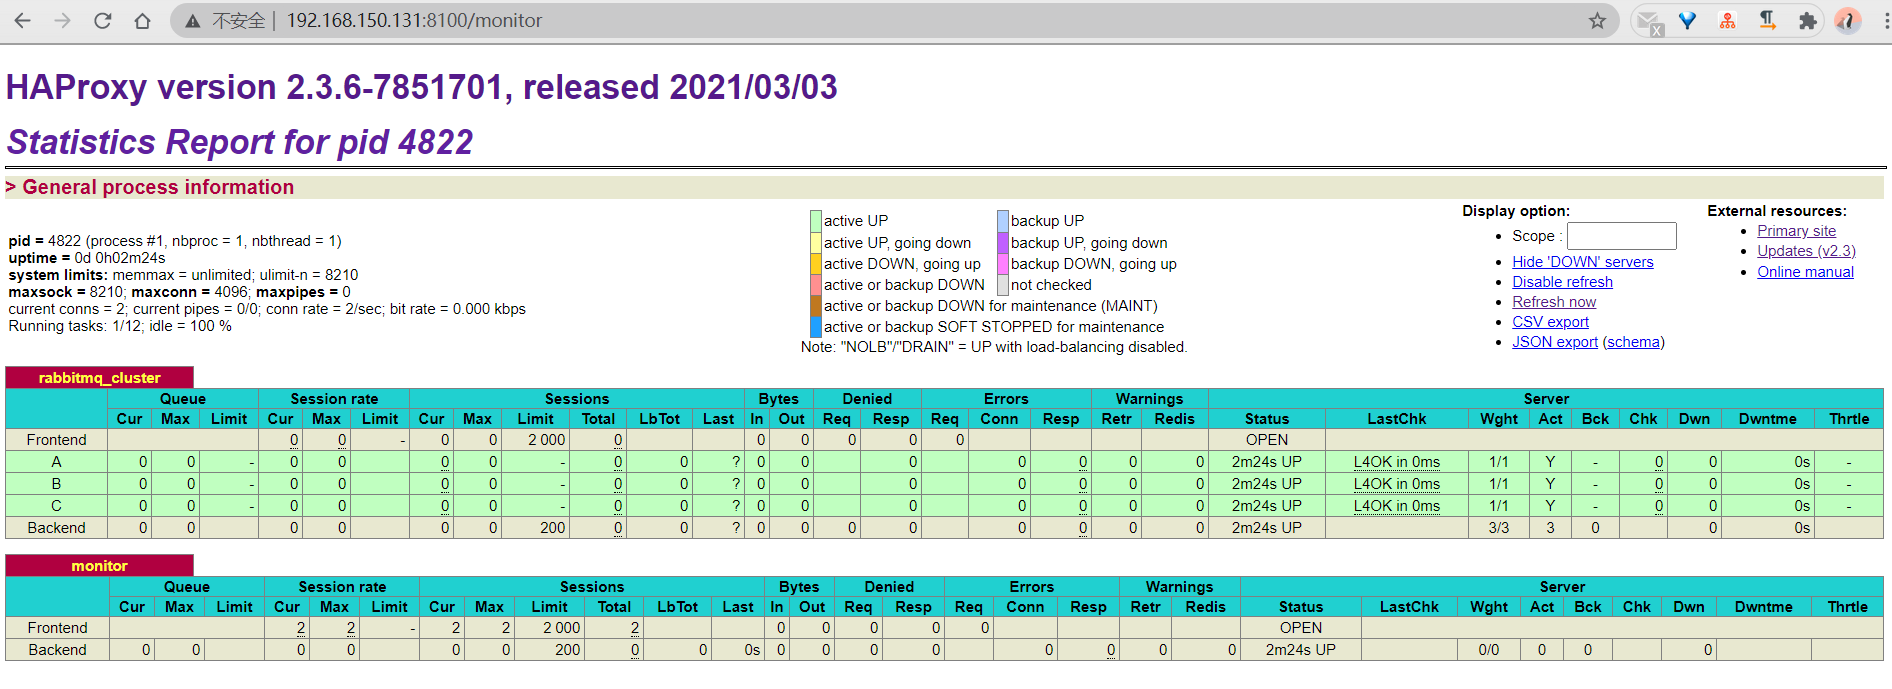 不安全 | 192.168.150.131:8100/monitor
HAProxy version 2.3.6-7851701, released 2021/03/03
Statistics Report for pid 4822
> General process information
pid = 4822 (process #1, nbproc = 1, nbthread = 1)
uptime = 0d 0h02m24s
system limits: memmax = unlimited; ulimit-n = 8210
maxsock = 8210; maxconn = 4096; maxpipes = 0
current conns = 2; current pipes = 0/0; conn rate = 2/sec; bit rate = 0.000 kbps
Running tasks: 1/12; idle = 100 %
active UP backup UP
active UP, going down backup UP, going down
active DOWN, going up backup DOWN, going up
active or backup DOWN not checked
active or backup DOWN for maintenance (MAINT)
active or backup SOFT STOPPED for maintenance
Note: "NOLB"/"DRAIN" = UP with load-balancing disabled.
Display option:
• Scope :
• Hide 'DOWN' servers
• Disable refresh
• Refresh now
• CSV export
• JSON export (schema)
External resources:
• Primary site
• Updates (v2.3)
• Online manual
rabbitmq_cluster
Queue Session rate Sessions Bytes Denied Errors Warnings Server
Cur Max Limit Cur Max Limit Cur Max Limit Total LbTot Last In Out Req Resp Req Conn Resp Retr Redis Status LastChk Wght Act Bck Chk Dwn Dwntme Thrtle
Frontend 0 0 - 0 0 2 000 0 0 0 0 0 0 OPEN
A 0 0 - 0 0 0 0 - 0 0 ? 0 0 0 0 0 0 0 2m24s UP L4OK in 0ms 1/1 Y - 0 0 0s -
B 0 0 - 0 0 0 0 - 0 0 ? 0 0 0 0 0 0 0 2m24s UP L4OK in 0ms 1/1 Y - 0 0 0s -
C 0 0 - 0 0 0 0 - 0 0 ? 0 0 0 0 0 0 0 2m24s UP L4OK in 0ms 1/1 Y - 0 0 0s -
Backend 0 0 0 0 0 0 200 0 0 ? 0 0 0 0 0 0 0 0 2m24s UP 3/3 3 0 0 0s
monitor
Queue Session rate Sessions Bytes Denied Errors Warnings Server
Cur Max Limit Cur Max Limit Cur Max Limit Total LbTot Last In Out Req Resp Req Conn Resp Retr Redis Status LastChk Wght Act Bck Chk Dwn Dwntme Thrtle
Frontend 2 2 - 2 2 2 000 2 0 0 0 0 0 OPEN
Backend 0 0 0 0 0 0 200 0 0 0s 0 0 0 0 0 0 0 0 2m24s UP 0/0 0 0 0